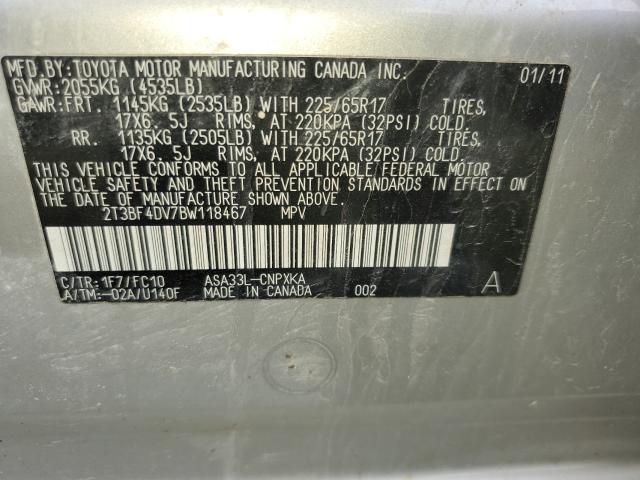 MFD.BY:TOYOTA MOTOR MANUFACTURING CANADA INC. 01/11
GVWR:2055KG (4535LB)
GAWR:FRT. 1145KG (2535LB) WITH 225/65R17 TIRES,
17X6.5J RIMS, AT 220KPA (32PSI) COLD.
RR. 1135KG (2505LB) WITH 225/65R17 TIRES,
17X6.5J RIMS, AT 220KPA (32PSI) COLD.
THIS VEHICLE CONFORMS TO ALL APPLICABLE FEDERAL MOTOR
VEHICLE SAFETY AND THEFT PREVENTION STANDARDS IN EFFECT ON
THE DATE OF MANUFACTURE SHOWN ABOVE.
2T3BF4DV7BW118467 MPV
C/TR:1F7/FC10 ASA33L-CNPXKA
A/TM:-02A/U140F MADE IN CANADA 002 A